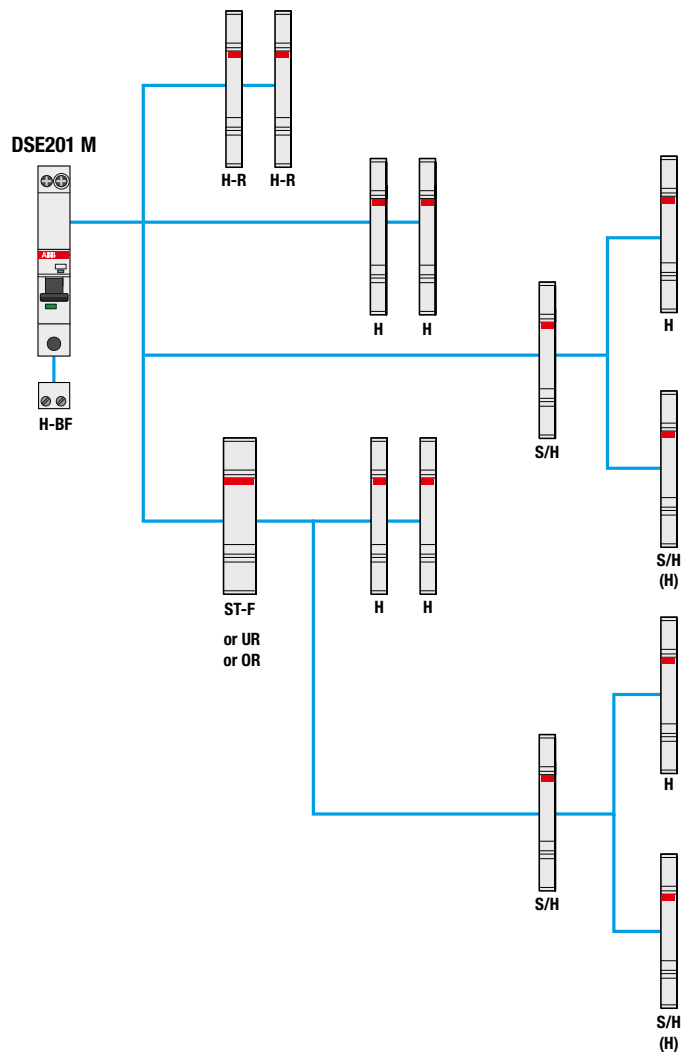 H-R H-R
DSE201 M
ABB
H H
H
H-BF
S/H
S/H
(H)
ST-F
or UR
or OR
H H
H
S/H
S/H
(H)